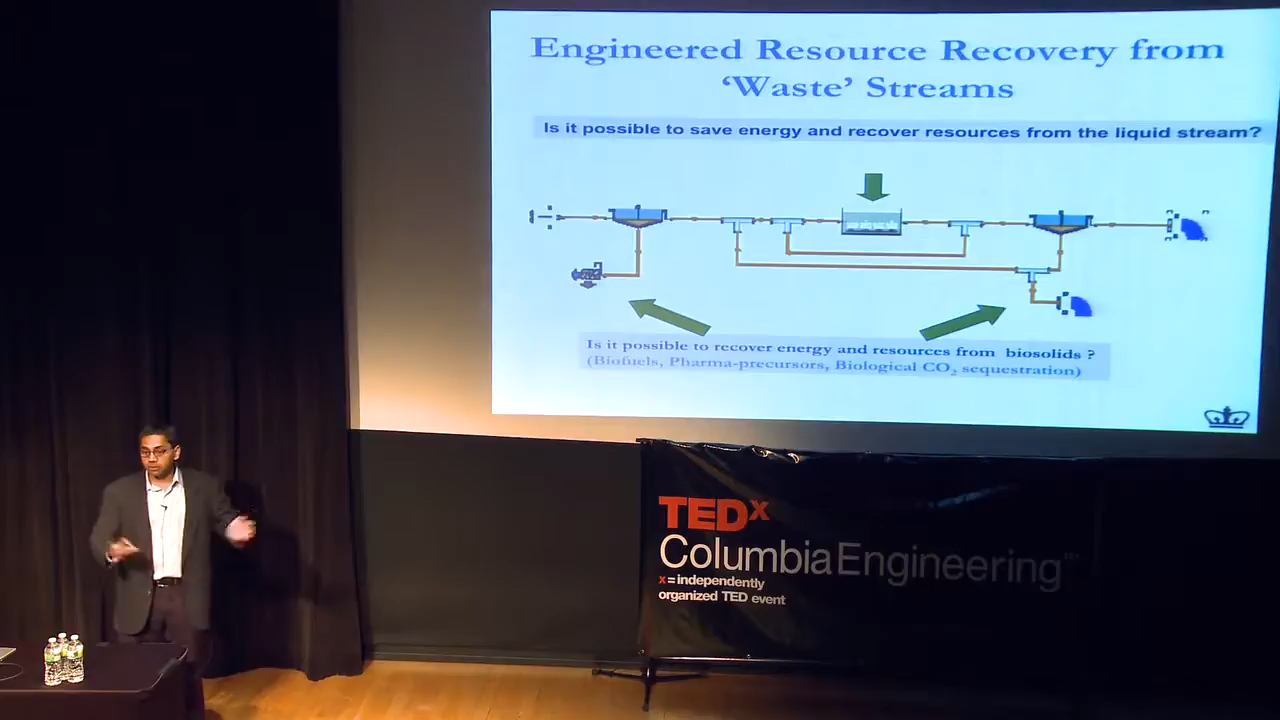 Engineered Resource Recovery from
‘Waste’ Streams
Is it possible to save energy and recover resources from the liquid stream?
Is it possible to recover energy and resources from biosolids ?
(Biofuels, Pharma-precursors, Biological CO₂ sequestration)
TEDx
ColumbiaEngineering
x = independently
organized TED event